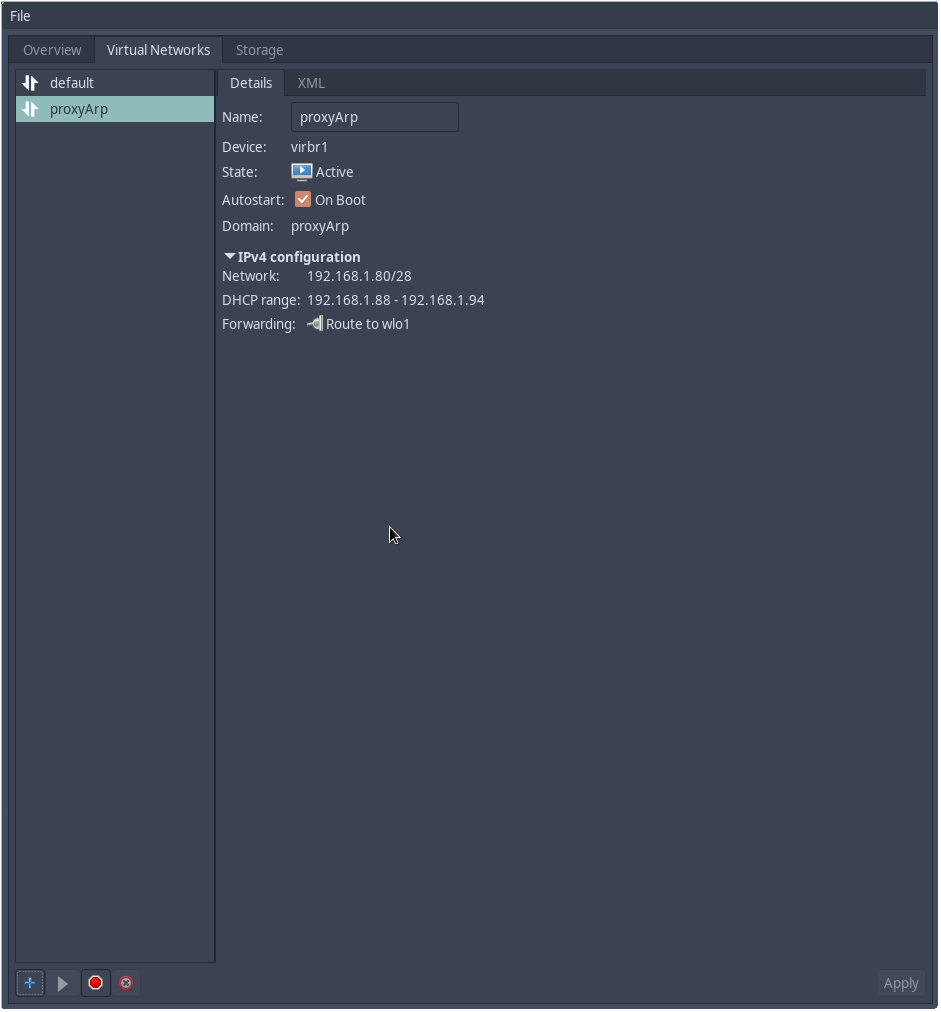 File
Overview Virtual Networks Storage
default
proxyArp
Details XML
Name: proxyArp
Device: virbr1
State: Active
Autostart: On Boot
Domain: proxyArp
IPv4 configuration
Network: 192.168.1.80/28
DHCP range: 192.168.1.88 - 192.168.1.94
Forwarding: Route to wlo1
Apply